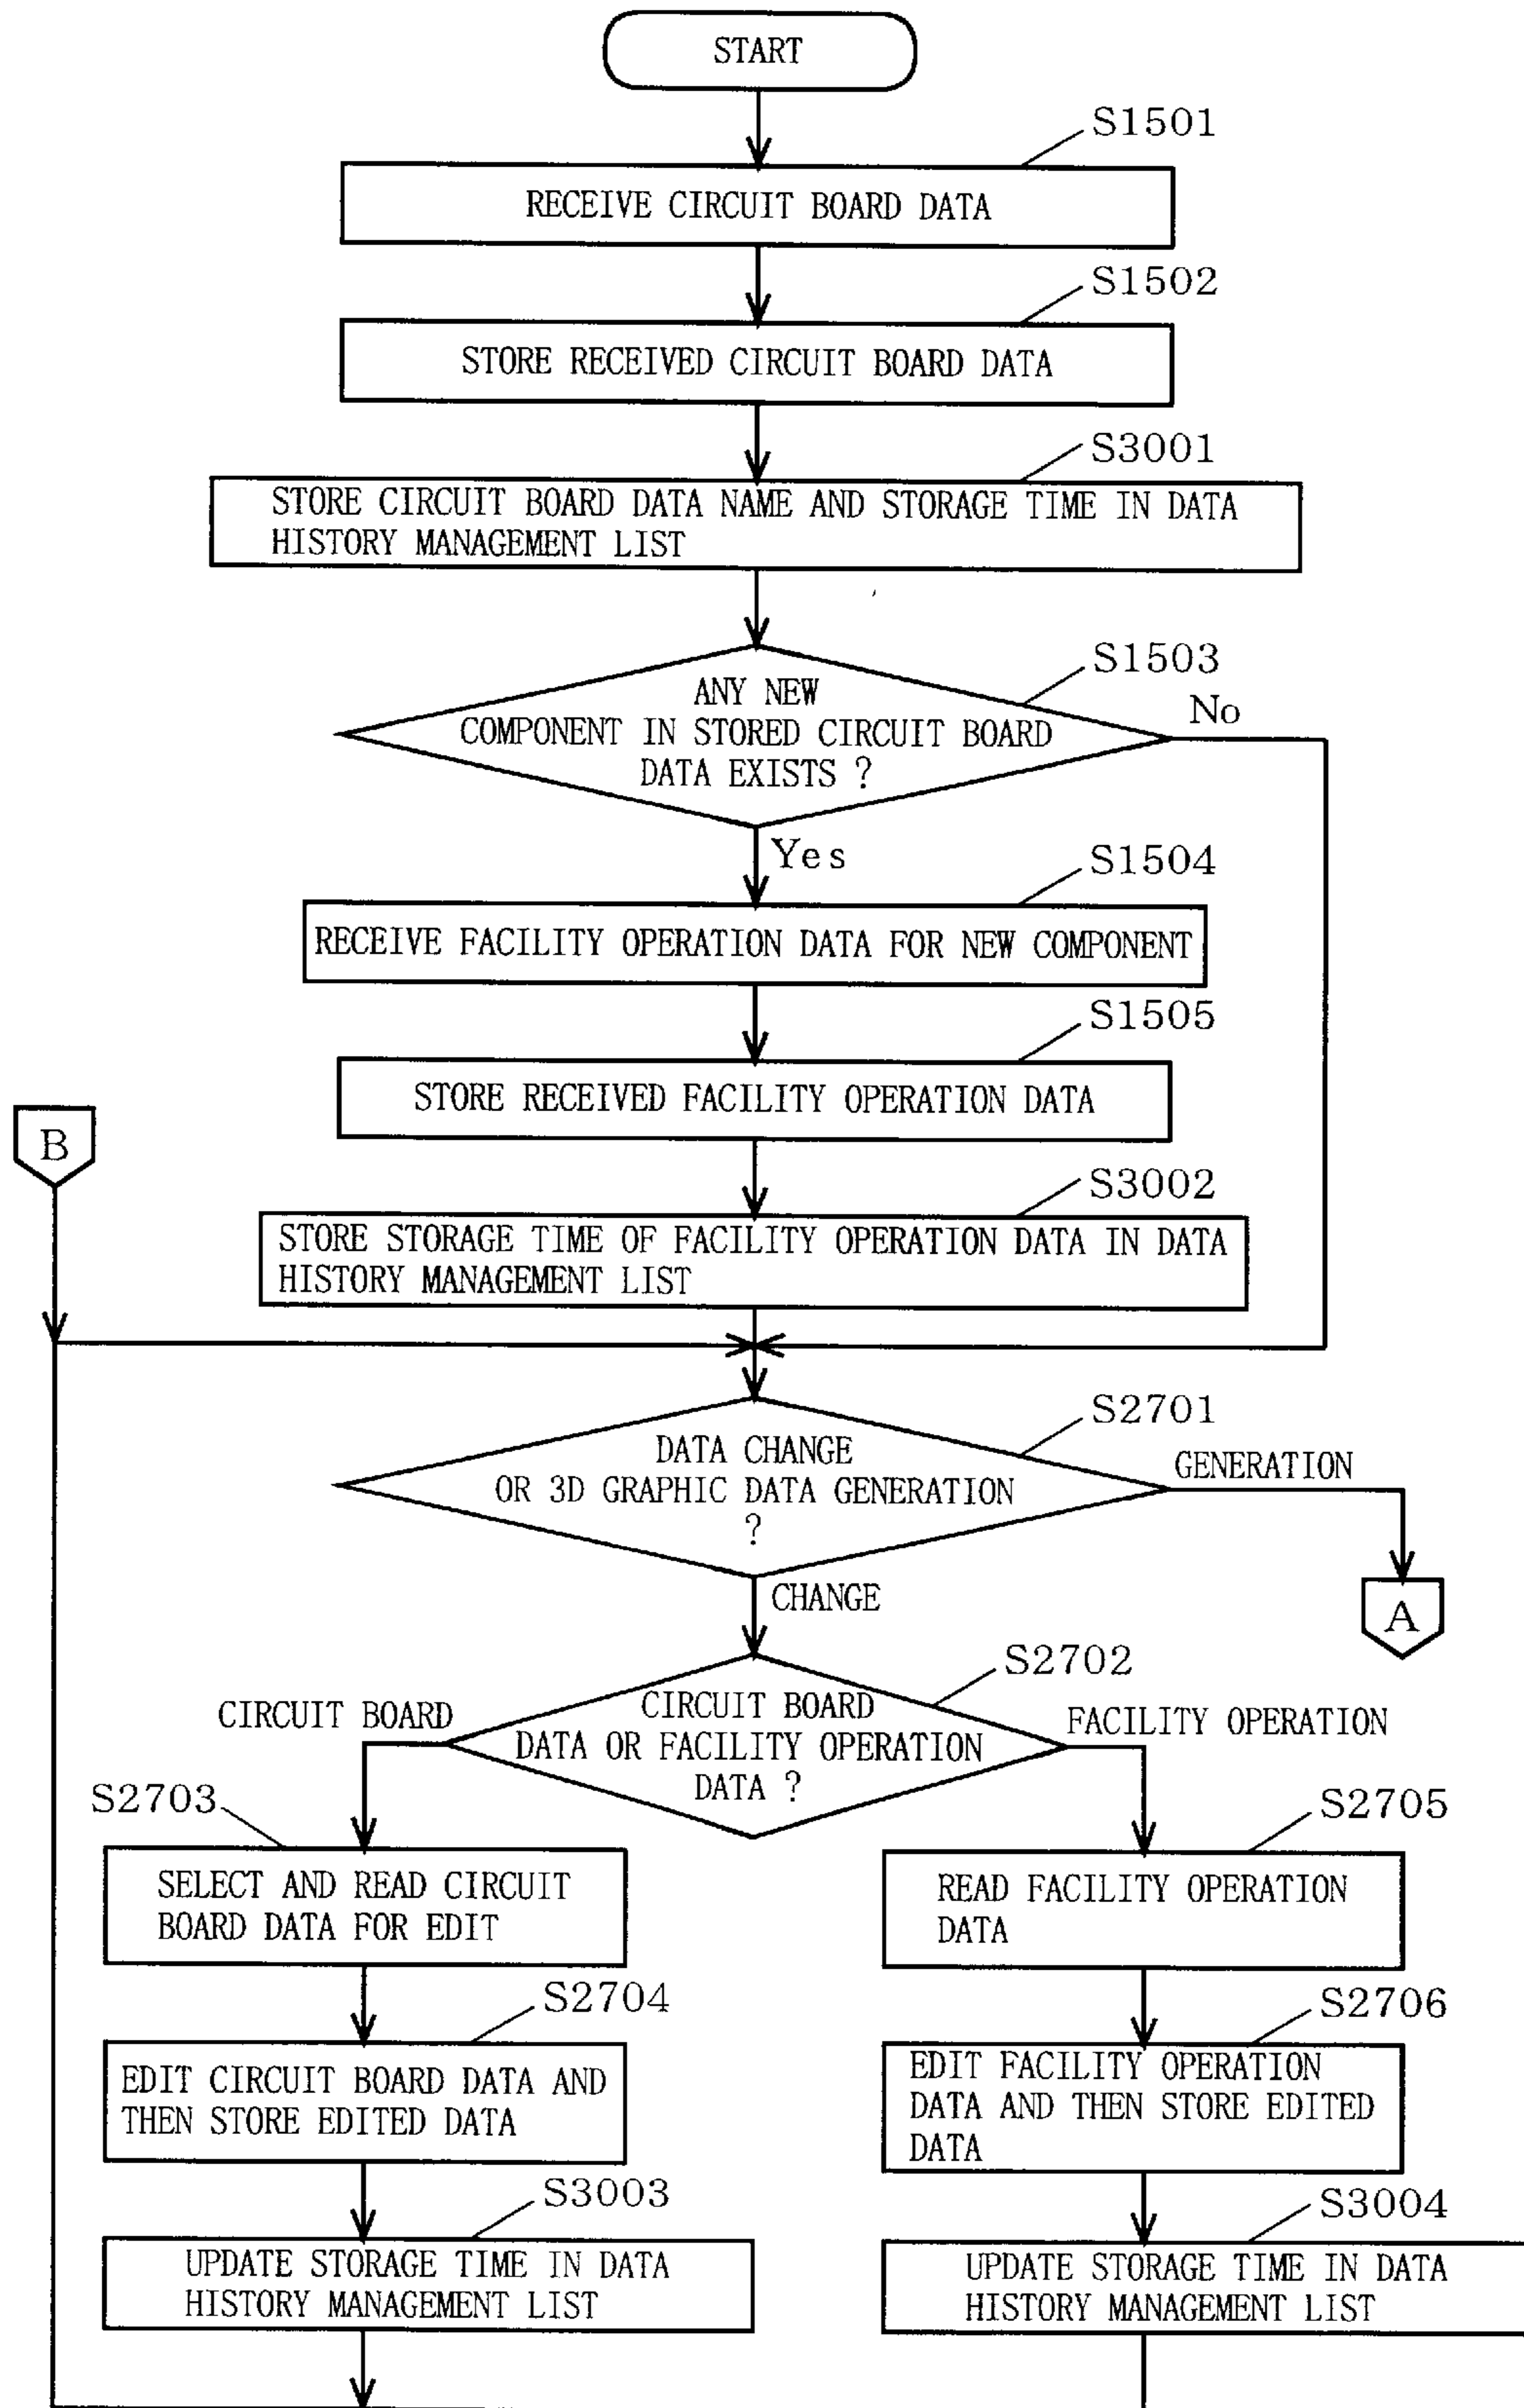 START
S1501
RECEIVE CIRCUIT BOARD DATA
S1502
STORE RECEIVED CIRCUIT BOARD DATA
S3001
STORE CIRCUIT BOARD DATA NAME AND STORAGE TIME IN DATA
HISTORY MANAGEMENT LIST
S1503
ANY NEW
COMPONENT IN STORED CIRCUIT BOARD
DATA EXISTS ?
No
Yes
S1504
RECEIVE FACILITY OPERATION DATA FOR NEW COMPONENT
S1505
STORE RECEIVED FACILITY OPERATION DATA
B
S3002
STORE STORAGE TIME OF FACILITY OPERATION DATA IN DATA
HISTORY MANAGEMENT LIST
S2701
DATA CHANGE
OR 3D GRAPHIC DATA GENERATION
?
GENERATION
CHANGE
A
S2702
CIRCUIT BOARD
DATA OR FACILITY OPERATION
DATA ?
CIRCUIT BOARD
FACILITY OPERATION
S2703
SELECT AND READ CIRCUIT
BOARD DATA FOR EDIT
S2705
READ FACILITY OPERATION
DATA
S2704
EDIT CIRCUIT BOARD DATA AND
THEN STORE EDITED DATA
S2706
EDIT FACILITY OPERATION
DATA AND THEN STORE EDITED
DATA
S3003
UPDATE STORAGE TIME IN DATA
HISTORY MANAGEMENT LIST
S3004
UPDATE STORAGE TIME IN DATA
HISTORY MANAGEMENT LIST